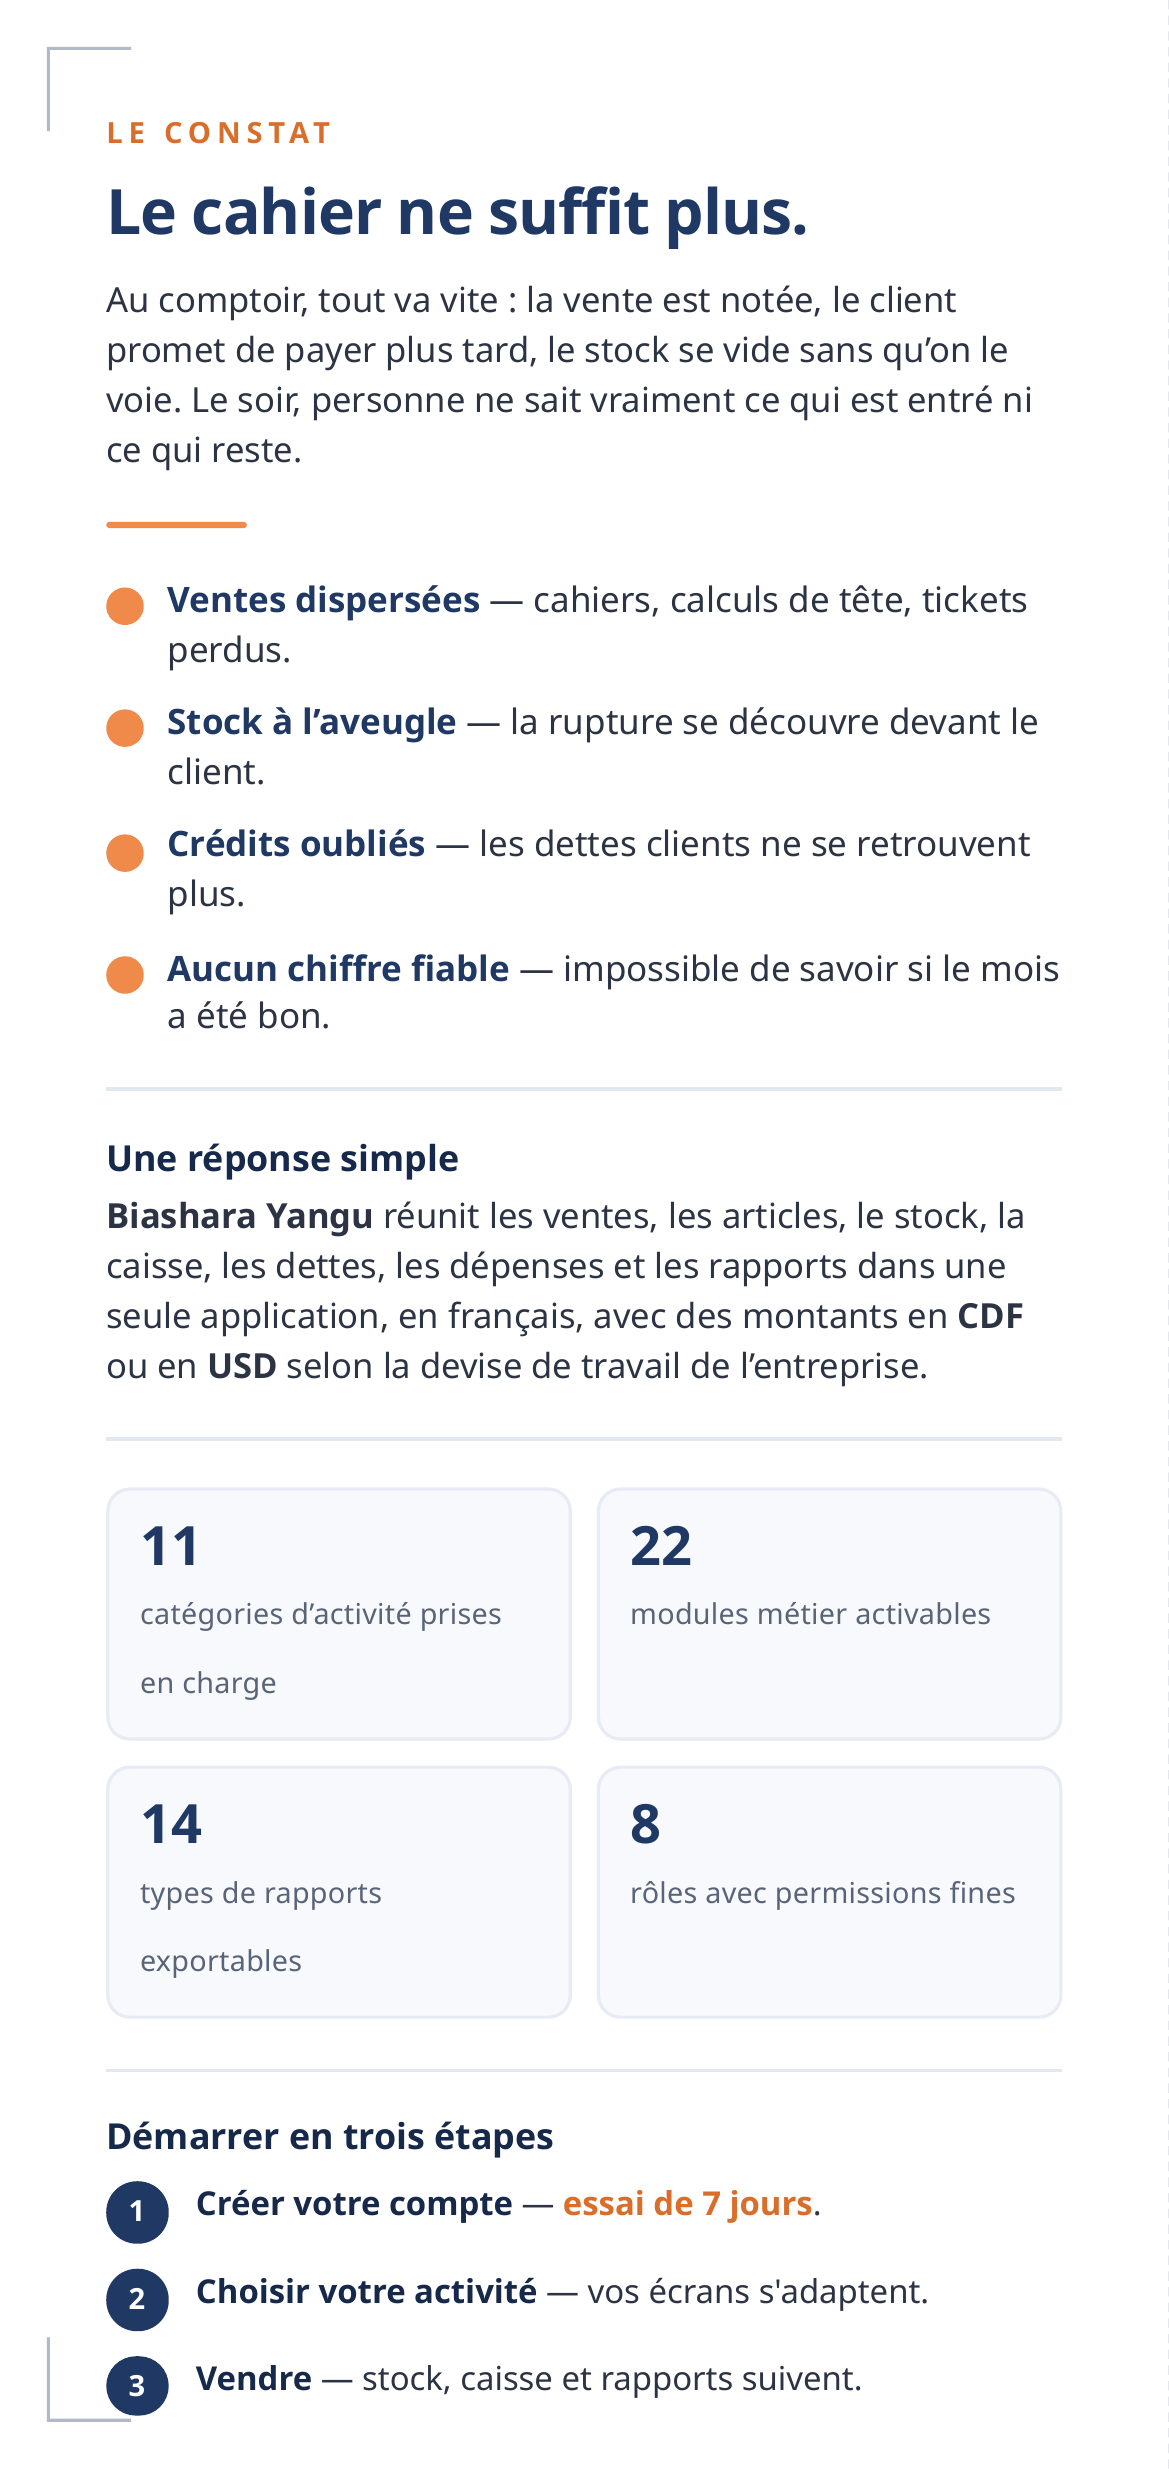 LE CONSTAT
Le cahier ne suffit plus.
Au comptoir, tout va vite : la vente est notée, le client
promet de payer plus tard, le stock se vide sans qu’on le
voie. Le soir, personne ne sait vraiment ce qui est entré ni
ce qui reste.
Ventes dispersées — cahiers, calculs de tête, tickets
perdus.
Stock à l’aveugle — la rupture se découvre devant le
client.
Crédits oubliés — les dettes clients ne se retrouvent
plus.
Aucun chiffre fiable — impossible de savoir si le mois
a été bon.
Une réponse simple
Biashara Yangu réunit les ventes, les articles, le stock, la
caisse, les dettes, les dépenses et les rapports dans une
seule application, en français, avec des montants en CDF
ou en USD selon la devise de travail de l’entreprise.
11
catégories d’activité prises
en charge
22
modules métier activables
14
types de rapports
exportables
8
rôles avec permissions fines
Démarrer en trois étapes
1 Créer votre compte — essai de 7 jours.
2 Choisir votre activité — vos écrans s'adaptent.
3 Vendre — stock, caisse et rapports suivent.